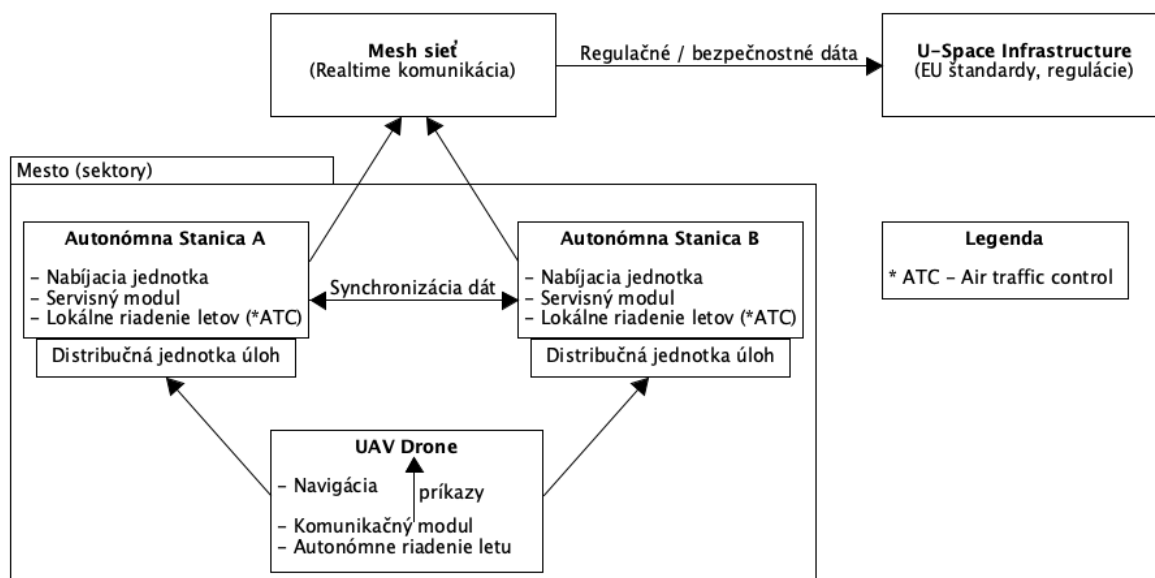 Mesh sieť
(Realtime komunikácia)
Regulačné / bezpečnostné dáta
U-Space Infrastructure
(EU štandardy, regulácie)
Mesto (sektory)
Autonómna Stanica A
- Nabíjacia jednotka
- Servisný modul
- Lokálne riadenie letov (*ATC)
Distribučná jednotka úloh
Synchronizácia dát
Autonómna Stanica B
- Nabíjacia jednotka
- Servisný modul
- Lokálne riadenie letov (*ATC)
Distribučná jednotka úloh
Legenda
* ATC - Air traffic control
UAV Drone
- Navigácia
príkazy
- Komunikačný modul
- Autonómne riadenie letu